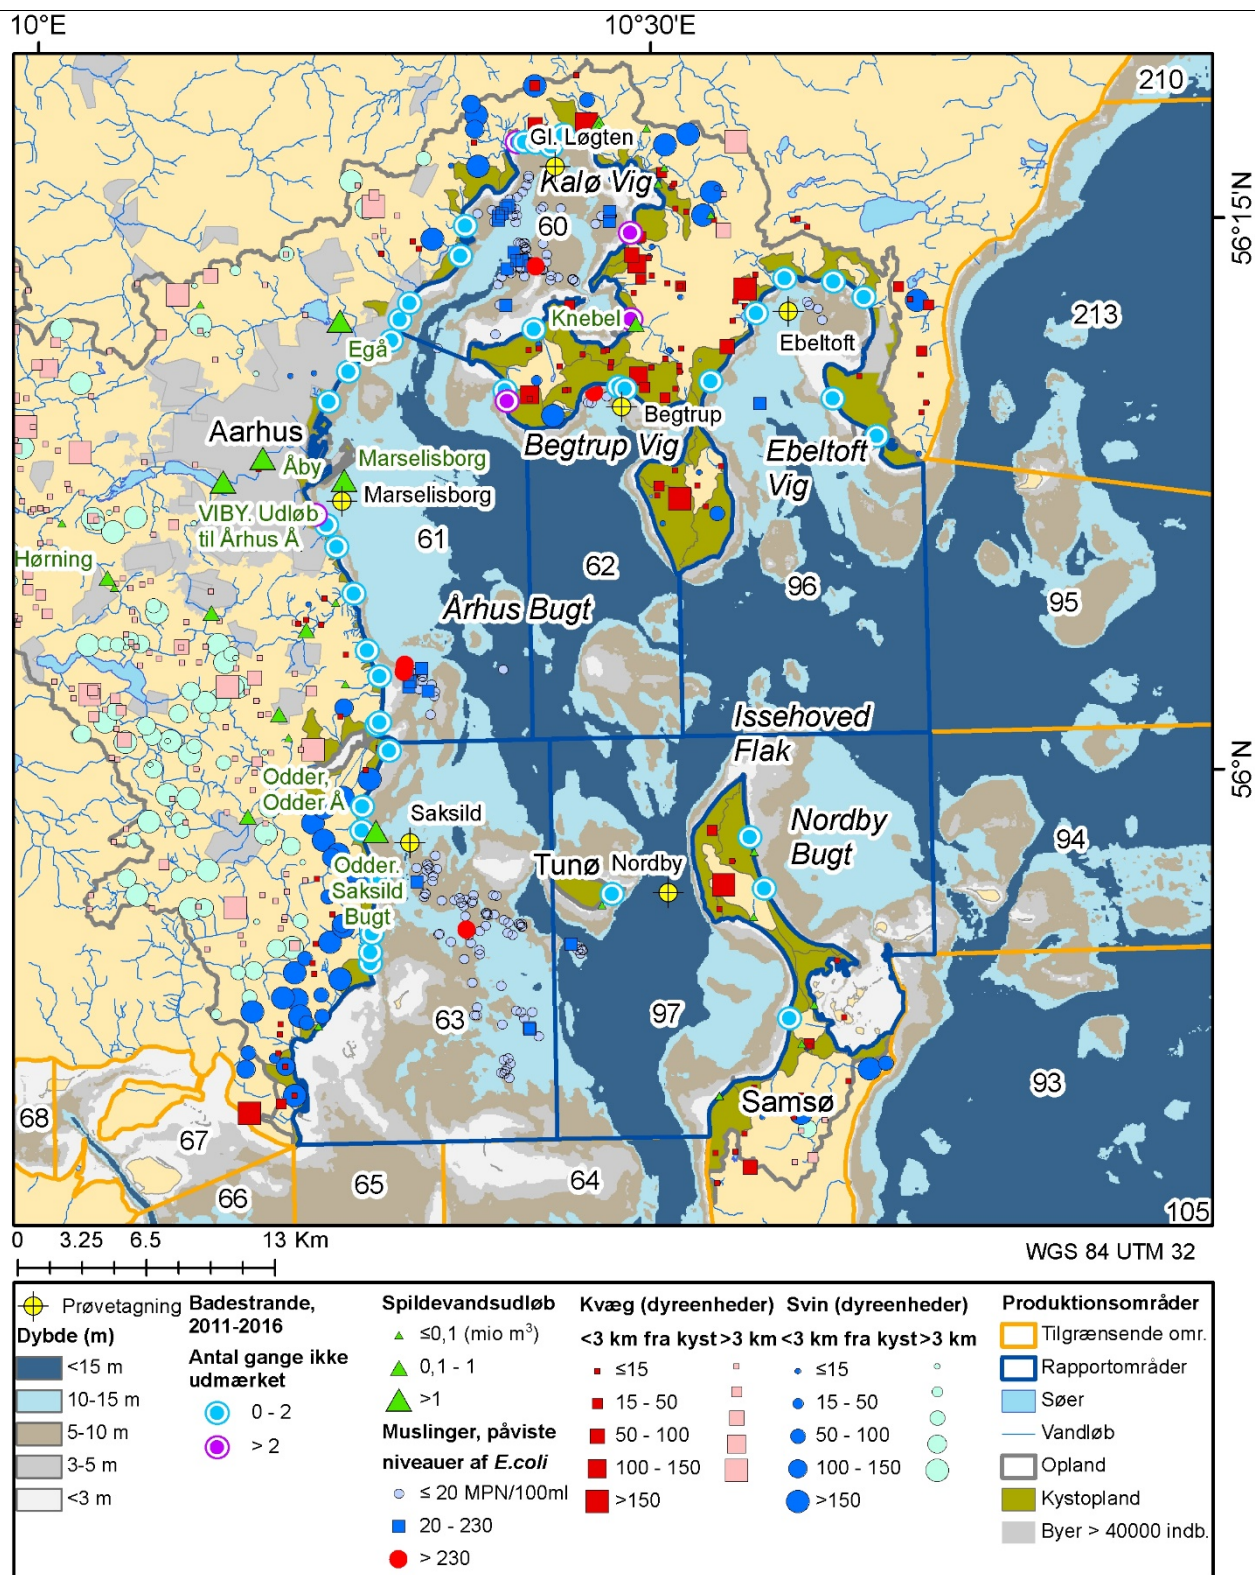 10°E
10°30'E
210
Gl. Løgten
Kalø Vig
60
56°15'N
213
Knebel
Egå
Ebeltoft
Aarhus
Begtrup
Begtrup Vig
Ebeltoft
Vig
Åby
Marselisborg
Marselisborg
VIBY. Udløb
til Århus Å
61
62
96
95
Hørning
Århus Bugt
Issehoved
Flak
56°N
Odder,
Odder Å
Saksild
Nordby
Bugt
94
Tunø
Nordby
Odder.
Saksild
Bugt
63
97
93
Samsø
68
67
66
65
64
105
0 3.25 6.5 13 Km
WGS 84 UTM 32
Prøvetagning
Dybde (m)
<15 m
10-15 m
5-10 m
3-5 m
<3 m
Badestrande,
2011-2016
Antal gange ikke
udmærket
0 - 2
> 2
Spildevandsudløb
≤0,1 (mio m³)
0,1 - 1
>1
Muslinger, påviste
niveauer af E.coli
≤ 20 MPN/100ml
20 - 230
> 230
Kvæg (dyreenheder)
<3 km fra kyst >3 km
≤15
15 - 50
50 - 100
100 - 150
>150
Svin (dyreenheder)
<3 km fra kyst >3 km
≤15
15 - 50
50 - 100
100 - 150
>150
Produktionsområder
Tilgrænsende omr.
Rapportområder
Søer
Vandløb
Opland
Kystopland
Byer > 40000 indb.